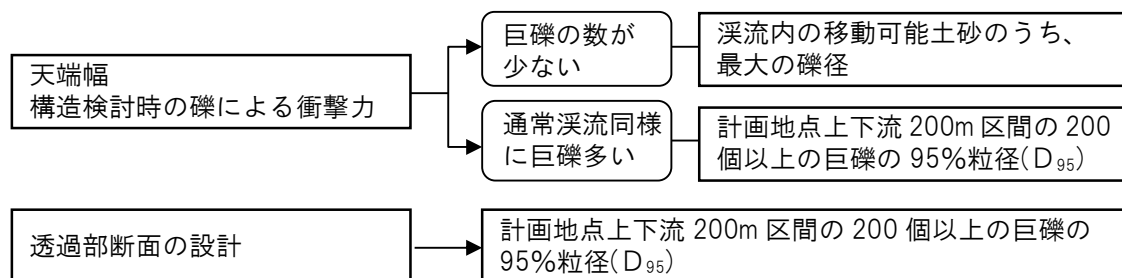 天端幅
構造検討時の礫による衝撃力
巨礫の数が
少ない
渓流内の移動可能土砂のうち、
最大の礫径
通常渓流同様
に巨礫多い
計画地点上下流 200m 区間の 200
個以上の巨礫の 95%粒径(D₉₅)
透過部断面の設計
計画地点上下流 200m 区間の 200 個以上の巨礫の
95%粒径(D₉₅)